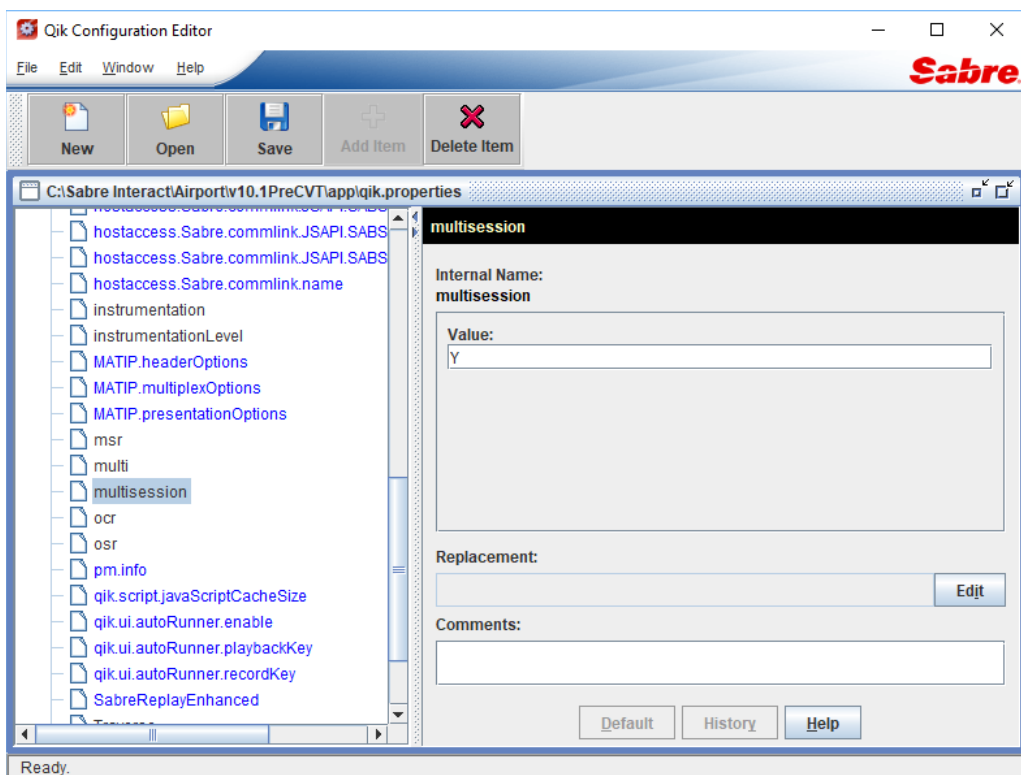 Qik Configuration Editor
File Edit Window Help
Sabre
New Open Save Add Item Delete Item
C:\Sabre Interact\Airport\v10.1PreCVT\app\qik.properties
hostaccess.Sabre.commlink.JSAPI.SABS
hostaccess.Sabre.commlink.JSAPI.SABS
hostaccess.Sabre.commlink.name
instrumentation
instrumentationLevel
MATIP.headerOptions
MATIP.multiplexOptions
MATIP.presentationOptions
msr
multi
multisession
ocr
osr
pm.info
qik.script.javaScriptCacheSize
qik.ui.autoRunner.enable
qik.ui.autoRunner.playbackKey
qik.ui.autoRunner.recordKey
SabreReplayEnhanced
multisession
Internal Name:
multisession
Value:
Y
Replacement:
Edit
Comments:
Default History Help
Ready.